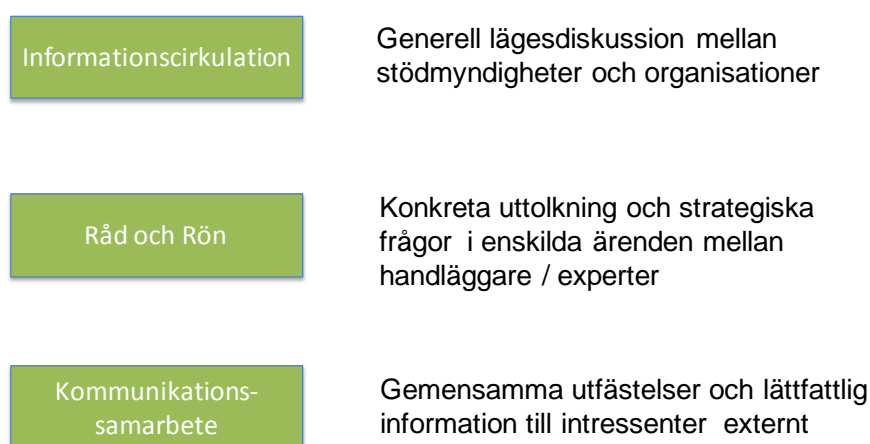 Informationscirkulation
Generell lägesdiskussion mellan
stödmyndigheter och organisationer
Råd och Rön
Konkreta uttolkning och strategiska
frågor i enskilda ärenden mellan
handläggare / experter
Kommunikations-
samarbete
Gemensamma utfästelser och lättfattlig
information till intressenter externt